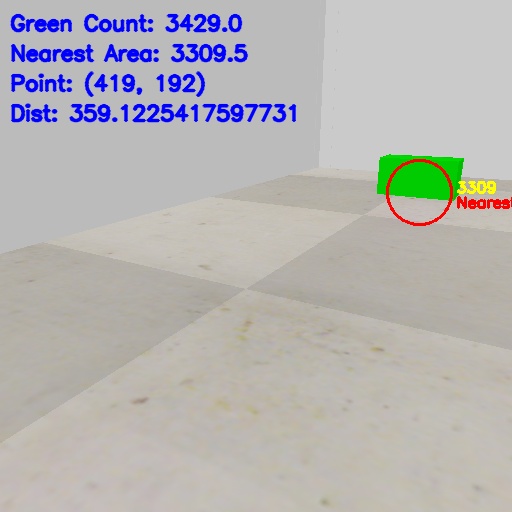 Green Count: 3429.0
Nearest Area: 3309.5
Point: (419, 192)
Dist: 359.1225417597731
3309
Nearest